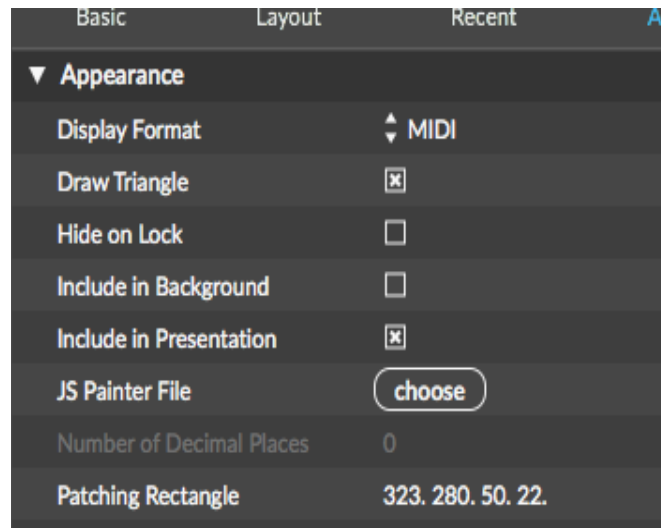 Basic Layout Recent A
Appearance
Display Format MIDI
Draw Triangle
Hide on Lock
Include in Background
Include in Presentation
JS Painter File choose
Number of Decimal Places 0
Patching Rectangle 323. 280. 50. 22.